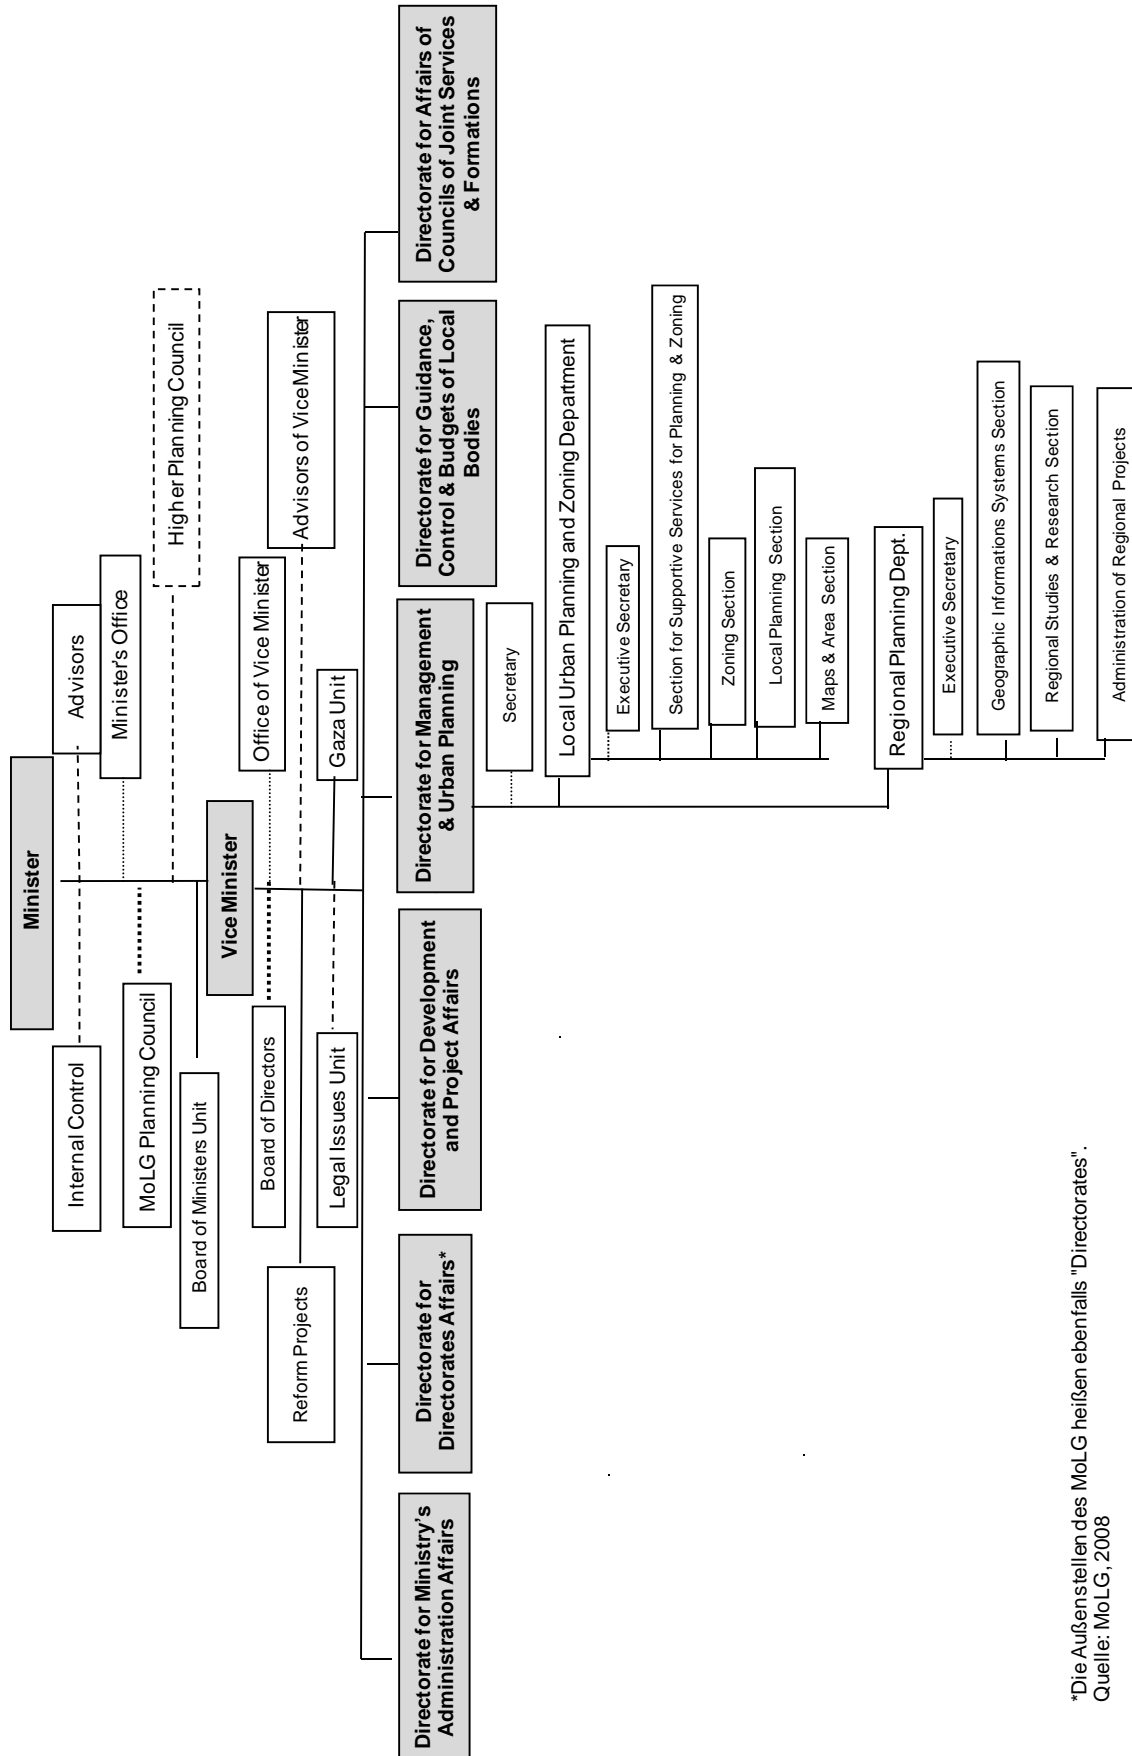 Minister
Internal Control
Advisors
Minister's Office
MoLG Planning Council
Higher Planning Council
Board of Ministers Unit
Vice Minister
Board of Directors
Office of Vice Minister
Reform Projects
Advisors of Vice Minister
Legal Issues Unit
Gaza Unit
Directorate for Ministry's
Administration Affairs
Directorate for
Directorates Affairs*
Directorate for Development
and Project Affairs
Directorate for Management
& Urban Planning
Directorate for Guidance,
Control & Budgets of Local
Bodies
Directorate for Affairs of
Councils of Joint Services
& Formations
Secretary
Local Urban Planning and Zoning Department
Executive Secretary
Section for Supportive Services for Planning & Zoning
Zoning Section
Local Planning Section
Maps & Area Section
Regional Planning Dept.
Executive Secretary
Geographic Informations Systems Section
Regional Studies & Research Section
Administration of Regional Projects
*Die Außenstellen des MoLG heißen ebenfalls "Directorates".
Quelle: MoLG, 2008